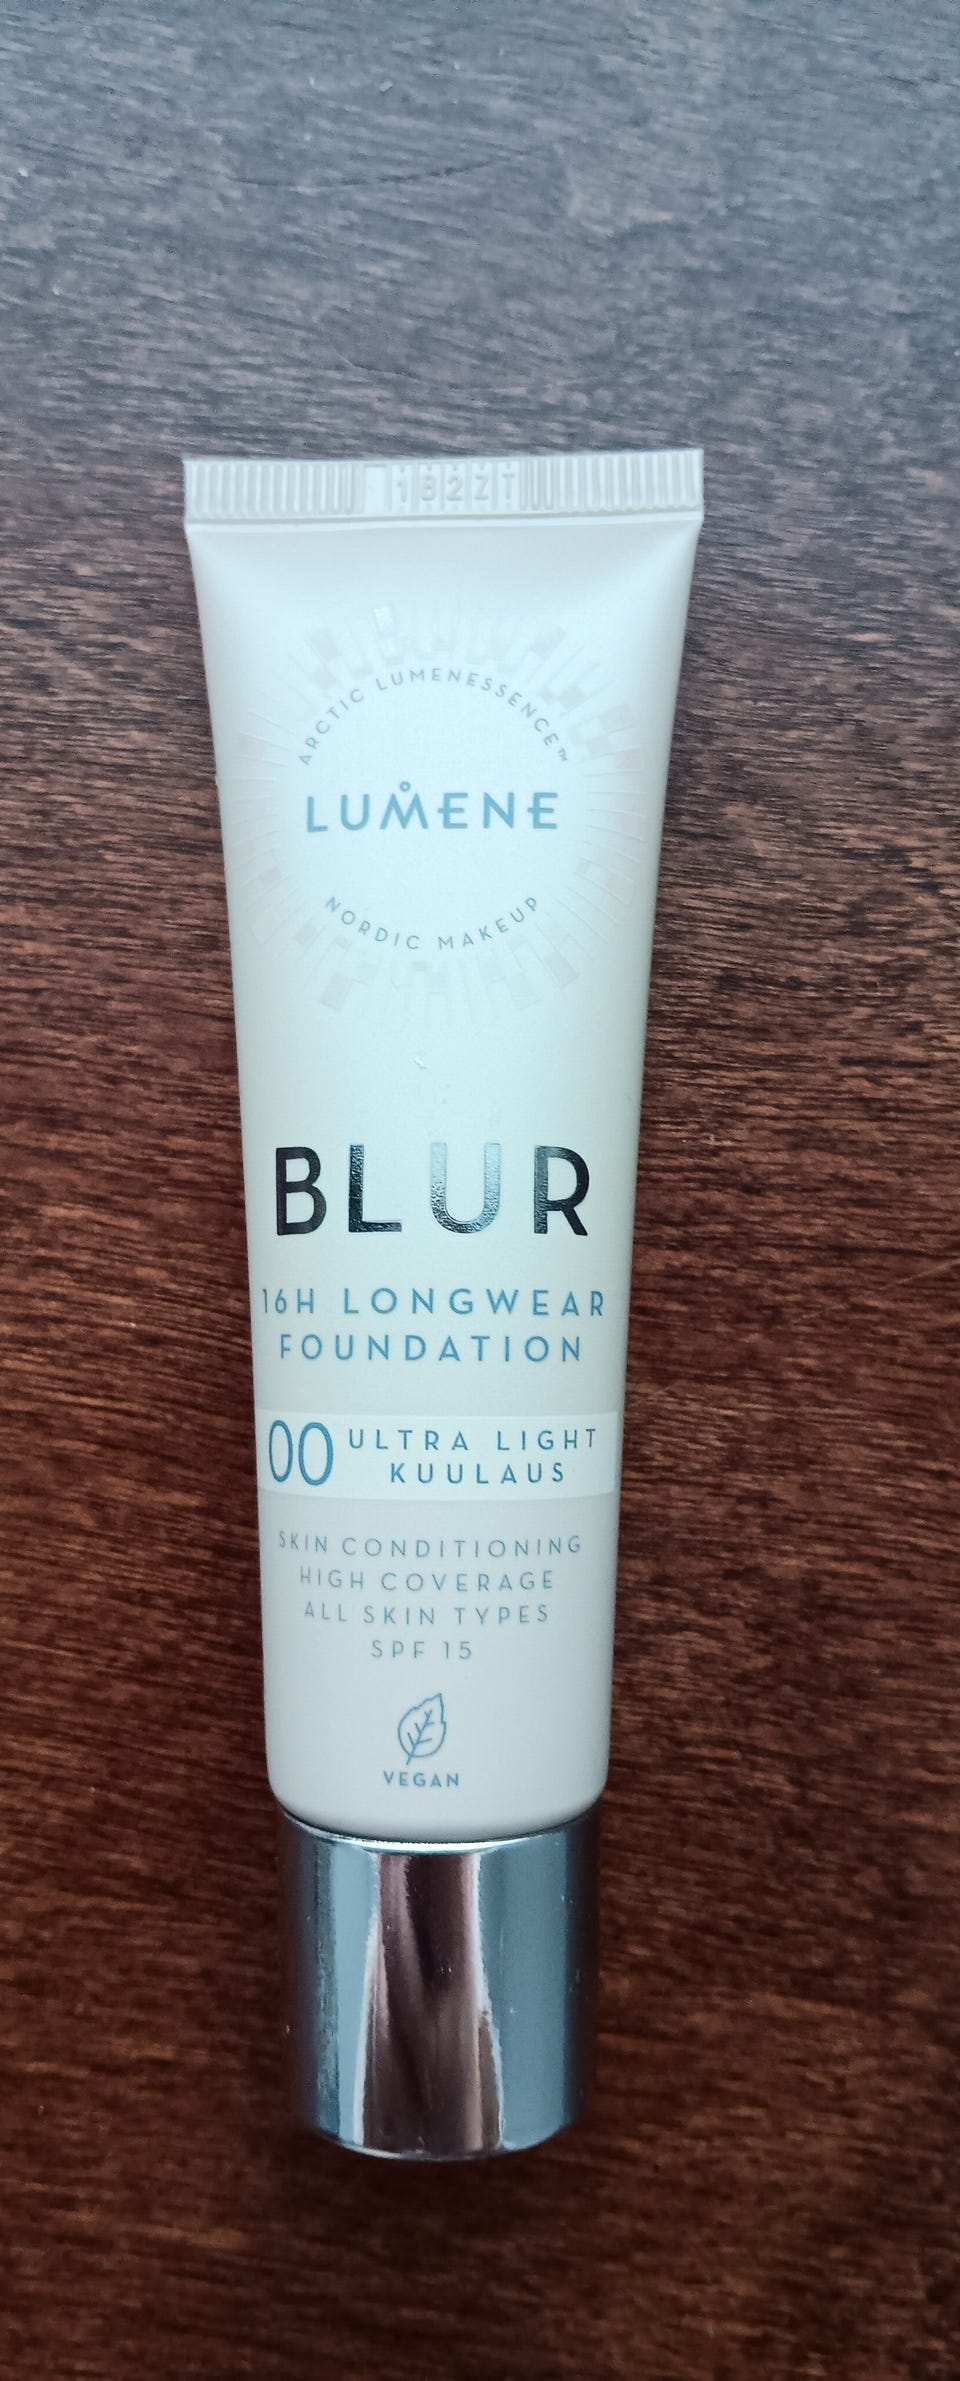 1B2ZT
ARCTIC LUMENESSENCE™
LUMENE
NORDIC MAKEUP
BLUR
16H LONGWEAR
FOUNDATION
00 ULTRA LIGHT
KUULAUS
SKIN CONDITIONING
HIGH COVERAGE
ALL SKIN TYPES
SPF 15
VEGAN